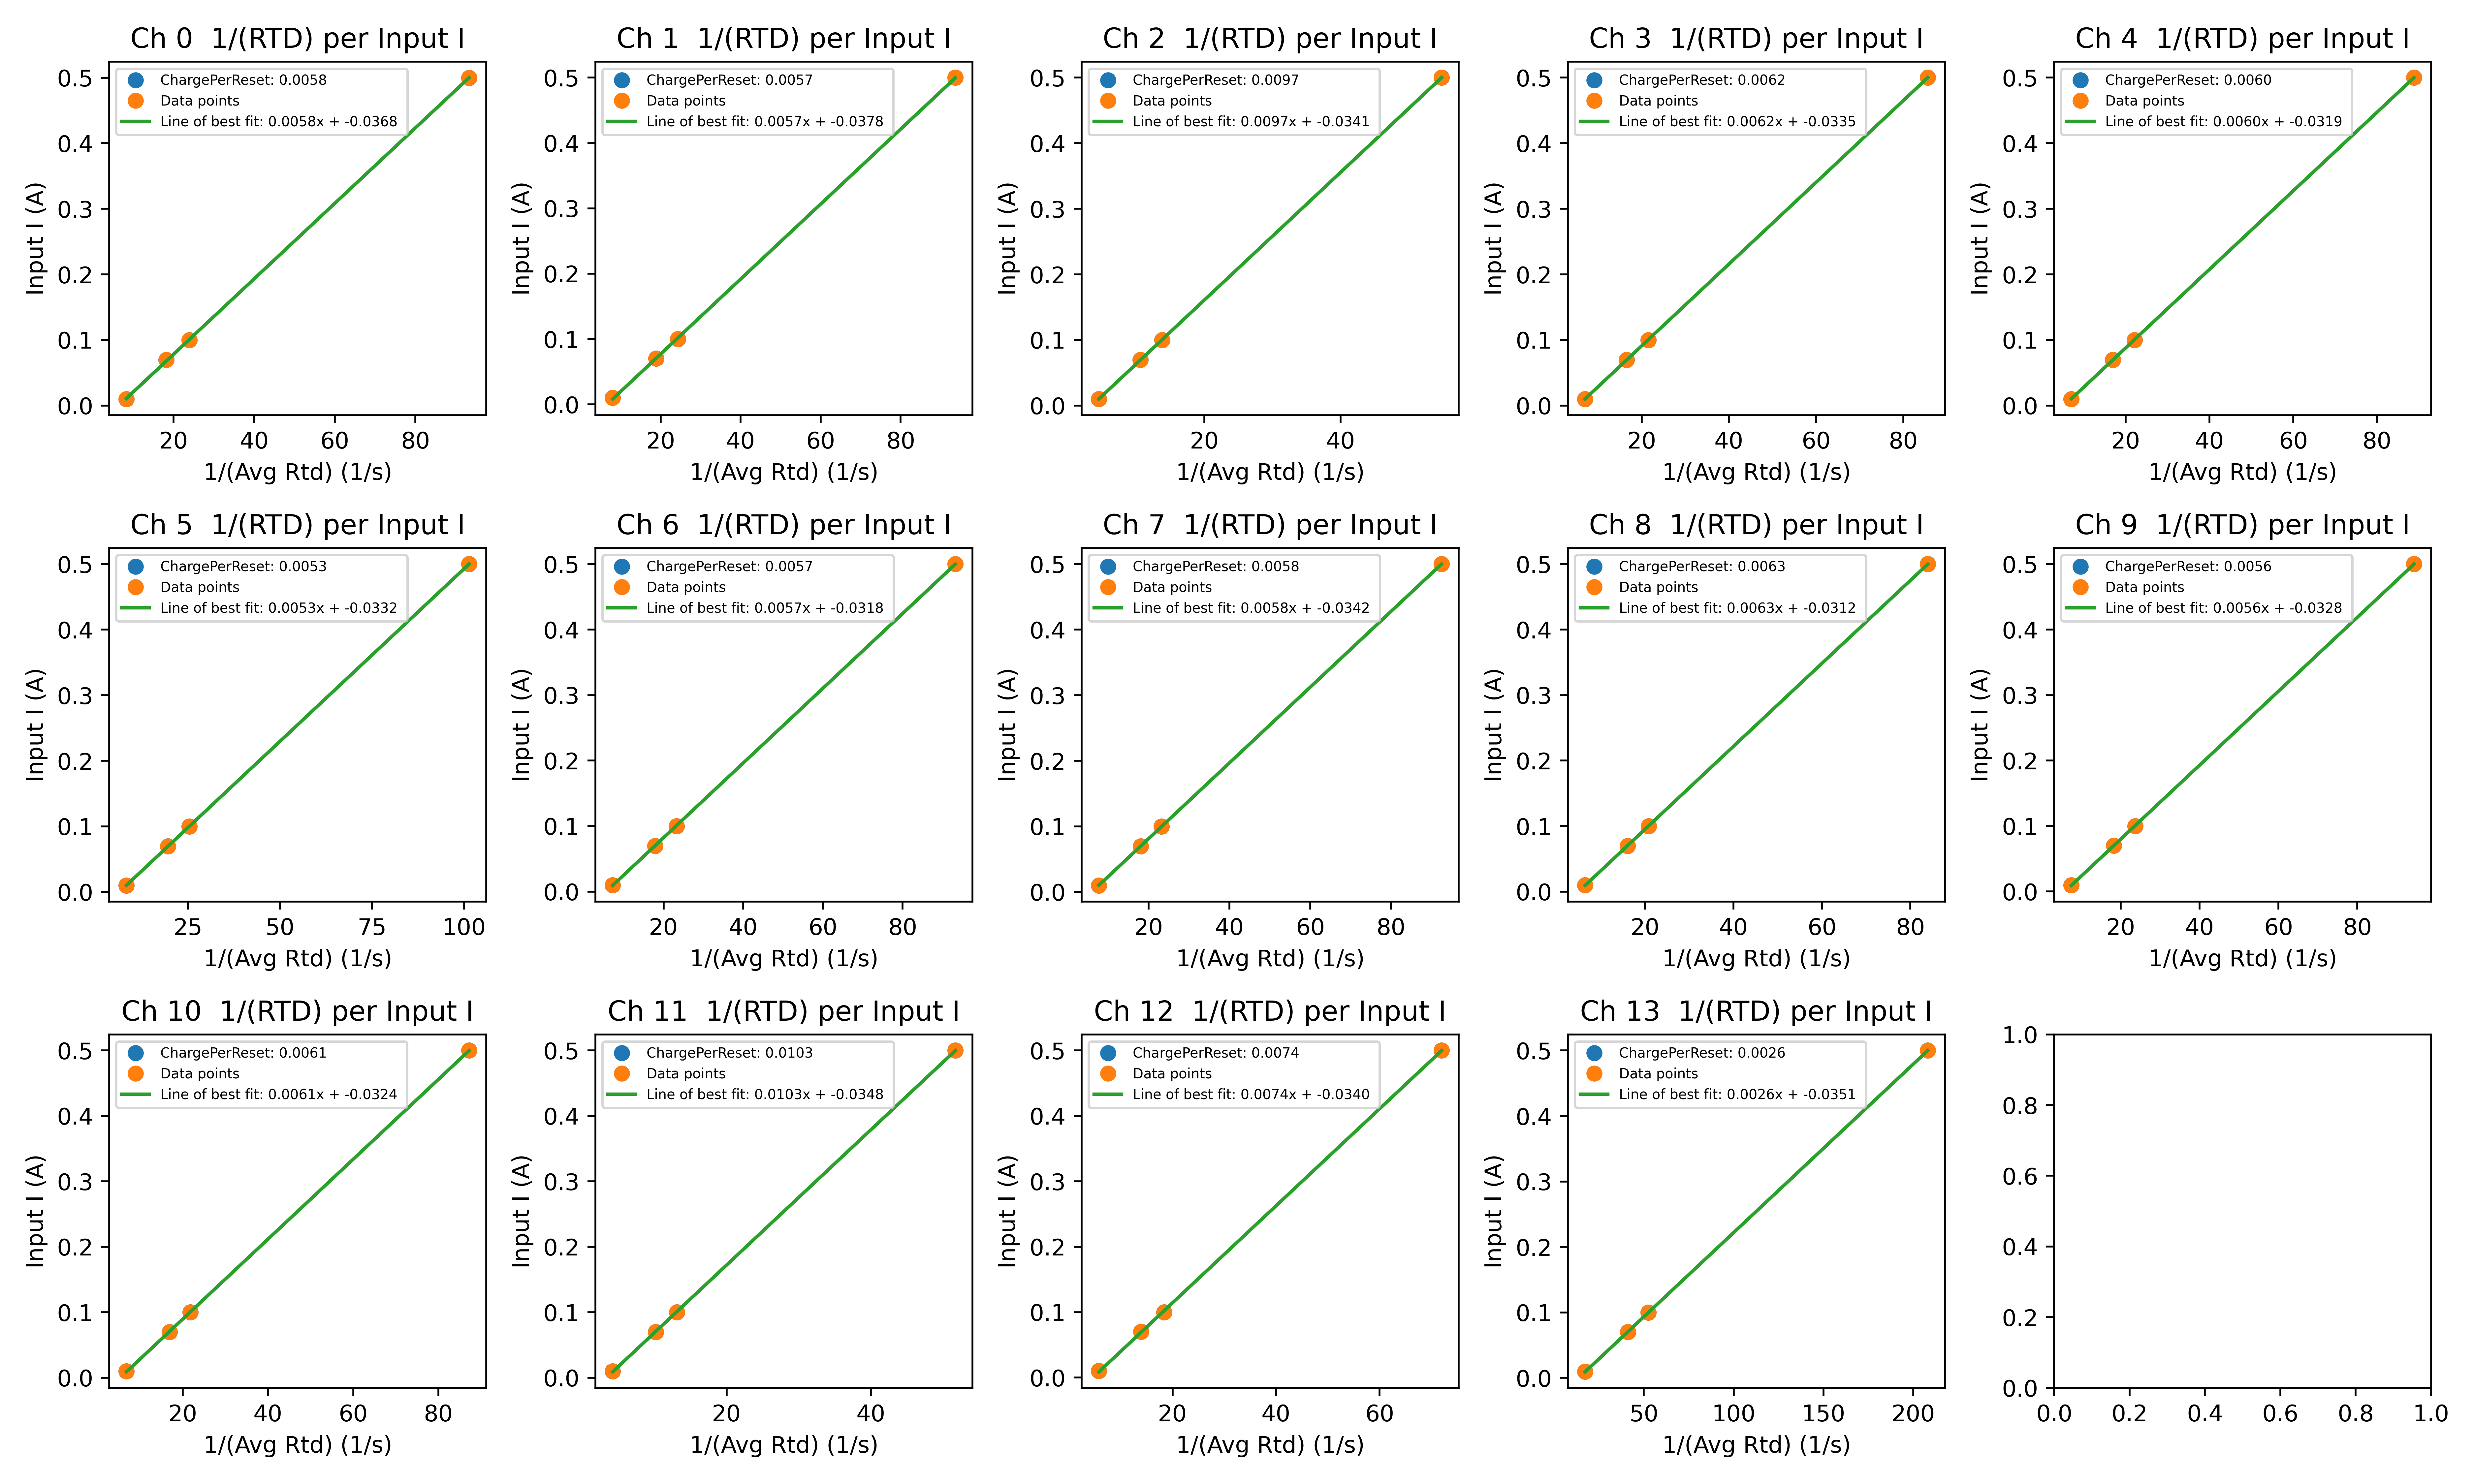 Ch 0  1/(RTD) per Input I
ChargePerReset: 0.0058
Data points
Line of best fit: 0.0058x + -0.0368
Input I (A)
0.5
0.4
0.3
0.2
0.1
0.0
20 40 60 80
1/(Avg Rtd) (1/s)
Ch 1  1/(RTD) per Input I
ChargePerReset: 0.0057
Data points
Line of best fit: 0.0057x + -0.0378
Input I (A)
0.5
0.4
0.3
0.2
0.1
0.0
20 40 60 80
1/(Avg Rtd) (1/s)
Ch 2  1/(RTD) per Input I
ChargePerReset: 0.0097
Data points
Line of best fit: 0.0097x + -0.0341
Input I (A)
0.5
0.4
0.3
0.2
0.1
0.0
20 40
1/(Avg Rtd) (1/s)
Ch 3  1/(RTD) per Input I
ChargePerReset: 0.0062
Data points
Line of best fit: 0.0062x + -0.0335
Input I (A)
0.5
0.4
0.3
0.2
0.1
0.0
20 40 60 80
1/(Avg Rtd) (1/s)
Ch 4  1/(RTD) per Input I
ChargePerReset: 0.0060
Data points
Line of best fit: 0.0060x + -0.0319
Input I (A)
0.5
0.4
0.3
0.2
0.1
0.0
20 40 60 80
1/(Avg Rtd) (1/s)
Ch 5  1/(RTD) per Input I
ChargePerReset: 0.0053
Data points
Line of best fit: 0.0053x + -0.0332
Input I (A)
0.5
0.4
0.3
0.2
0.1
0.0
25 50 75 100
1/(Avg Rtd) (1/s)
Ch 6  1/(RTD) per Input I
ChargePerReset: 0.0057
Data points
Line of best fit: 0.0057x + -0.0318
Input I (A)
0.5
0.4
0.3
0.2
0.1
0.0
20 40 60 80
1/(Avg Rtd) (1/s)
Ch 7  1/(RTD) per Input I
ChargePerReset: 0.0058
Data points
Line of best fit: 0.0058x + -0.0342
Input I (A)
0.5
0.4
0.3
0.2
0.1
0.0
20 40 60 80
1/(Avg Rtd) (1/s)
Ch 8  1/(RTD) per Input I
ChargePerReset: 0.0063
Data points
Line of best fit: 0.0063x + -0.0312
Input I (A)
0.5
0.4
0.3
0.2
0.1
0.0
20 40 60 80
1/(Avg Rtd) (1/s)
Ch 9  1/(RTD) per Input I
ChargePerReset: 0.0056
Data points
Line of best fit: 0.0056x + -0.0328
Input I (A)
0.5
0.4
0.3
0.2
0.1
0.0
20 40 60 80
1/(Avg Rtd) (1/s)
Ch 10  1/(RTD) per Input I
ChargePerReset: 0.0061
Data points
Line of best fit: 0.0061x + -0.0324
Input I (A)
0.5
0.4
0.3
0.2
0.1
0.0
20 40 60 80
1/(Avg Rtd) (1/s)
Ch 11  1/(RTD) per Input I
ChargePerReset: 0.0103
Data points
Line of best fit: 0.0103x + -0.0348
Input I (A)
0.5
0.4
0.3
0.2
0.1
0.0
20 40
1/(Avg Rtd) (1/s)
Ch 12  1/(RTD) per Input I
ChargePerReset: 0.0074
Data points
Line of best fit: 0.0074x + -0.0340
Input I (A)
0.5
0.4
0.3
0.2
0.1
0.0
20 40 60
1/(Avg Rtd) (1/s)
Ch 13  1/(RTD) per Input I
ChargePerReset: 0.0026
Data points
Line of best fit: 0.0026x + -0.0351
Input I (A)
0.5
0.4
0.3
0.2
0.1
0.0
50 100 150 200
1/(Avg Rtd) (1/s)
1.0
0.8
0.6
0.4
0.2
0.0
0.0 0.2 0.4 0.6 0.8 1.0